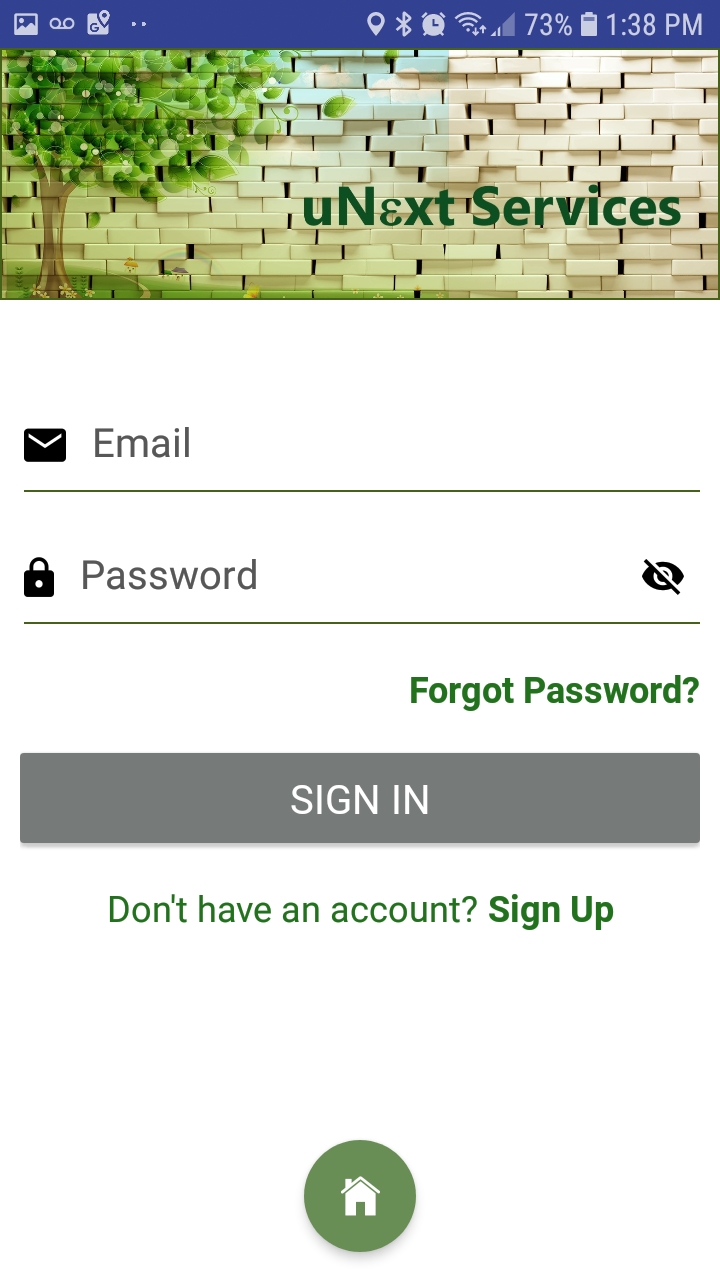 73% 1:38 PM
uNεxt Services
Email
Password
Forgot Password?
SIGN IN
Don't have an account? Sign Up